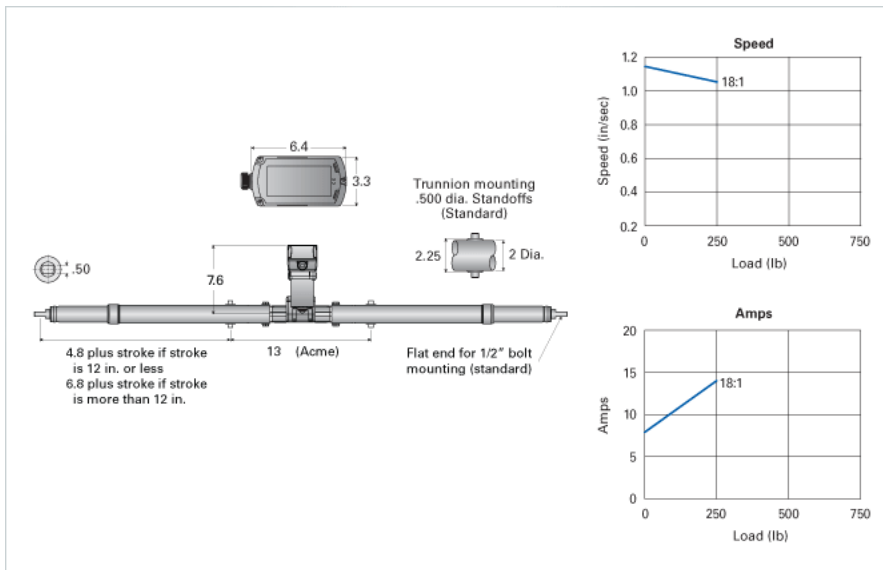 6.4
3.3
Trunnion mounting
.500 dia. Standoffs
(Standard)
2.25
2 Dia.
.50
7.6
4.8 plus stroke if stroke
is 12 in. or less
6.8 plus stroke if stroke
is more than 12 in.
13 (Acme)
Flat end for 1/2" bolt
mounting (standard)
Speed
Speed (in/sec)
1.2
1.0
0.8
0.6
0.4
0.2
18:1
0 250 500 750
Load (lb)
Amps
Amps
20
15
10
5
0
18:1
0 250 500 750
Load (lb)